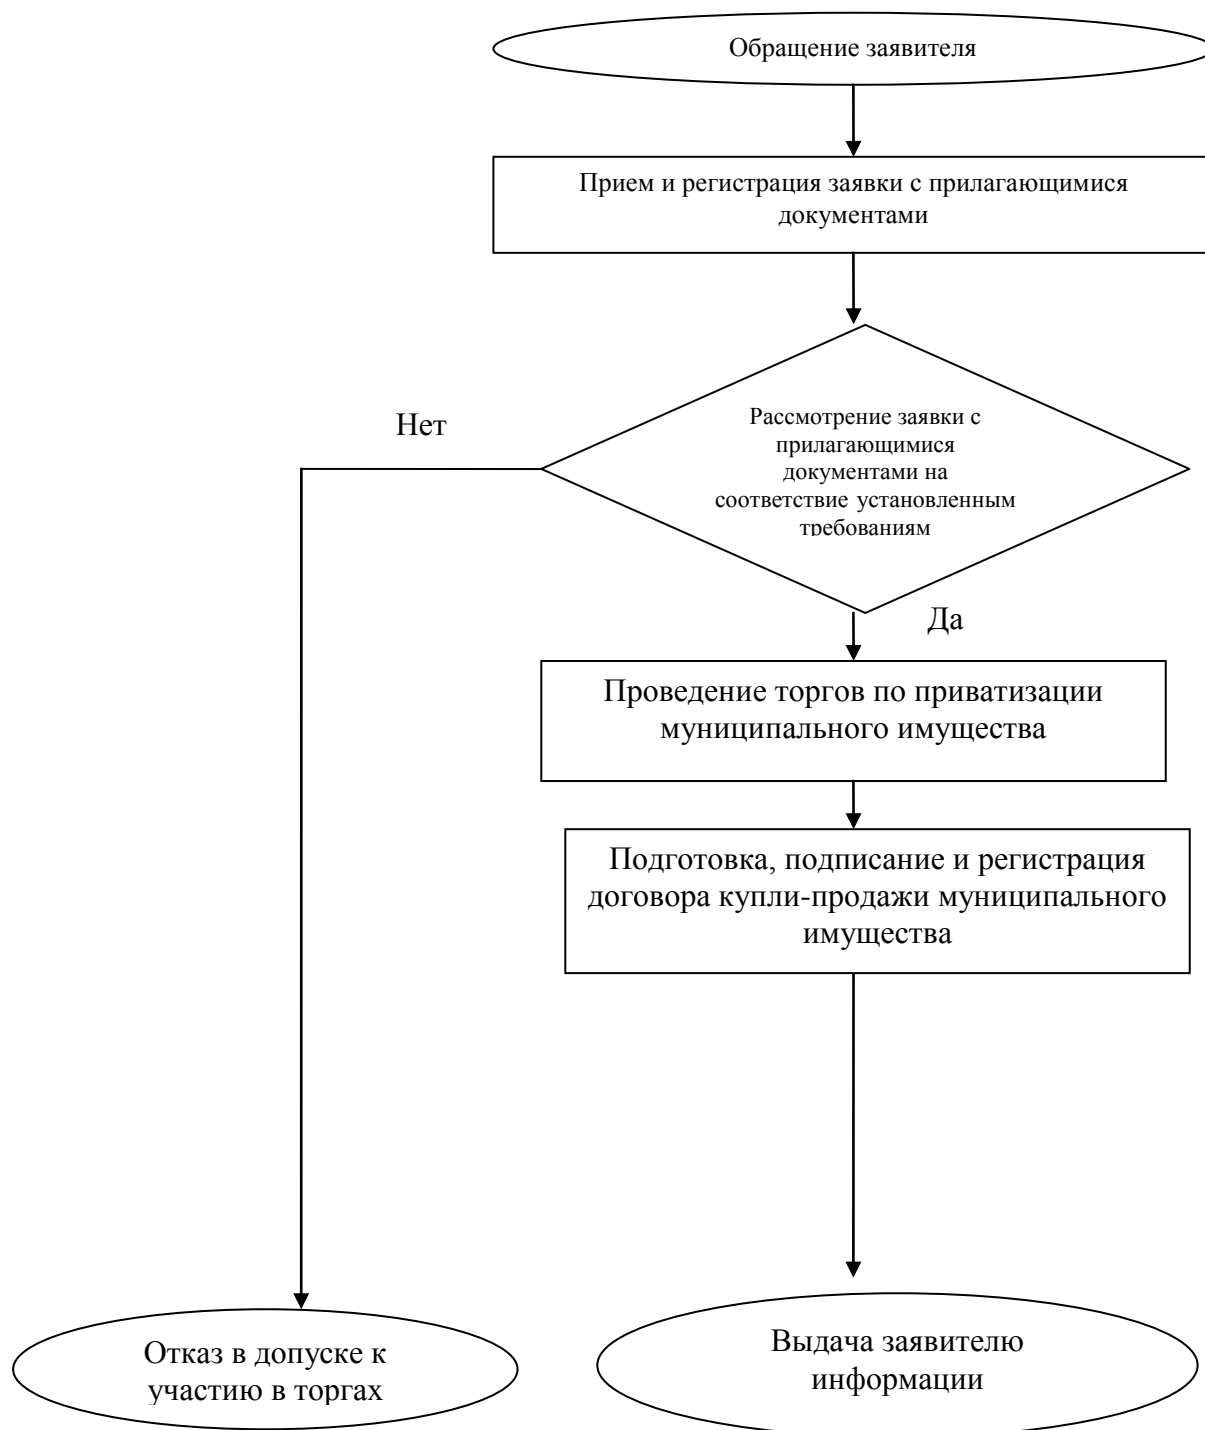 Обращение заявителя
Прием и регистрация заявки с прилагающимися
документами
Нет
Рассмотрение заявки с
прилагающимися
документами на
соответствие установленным
требованиям
Да
Проведение торгов по приватизации
муниципального имущества
Подготовка, подписание и регистрация
договора купли-продажи муниципального
имущества
Отказ в допуске к
участию в торгах
Выдача заявителю
информации